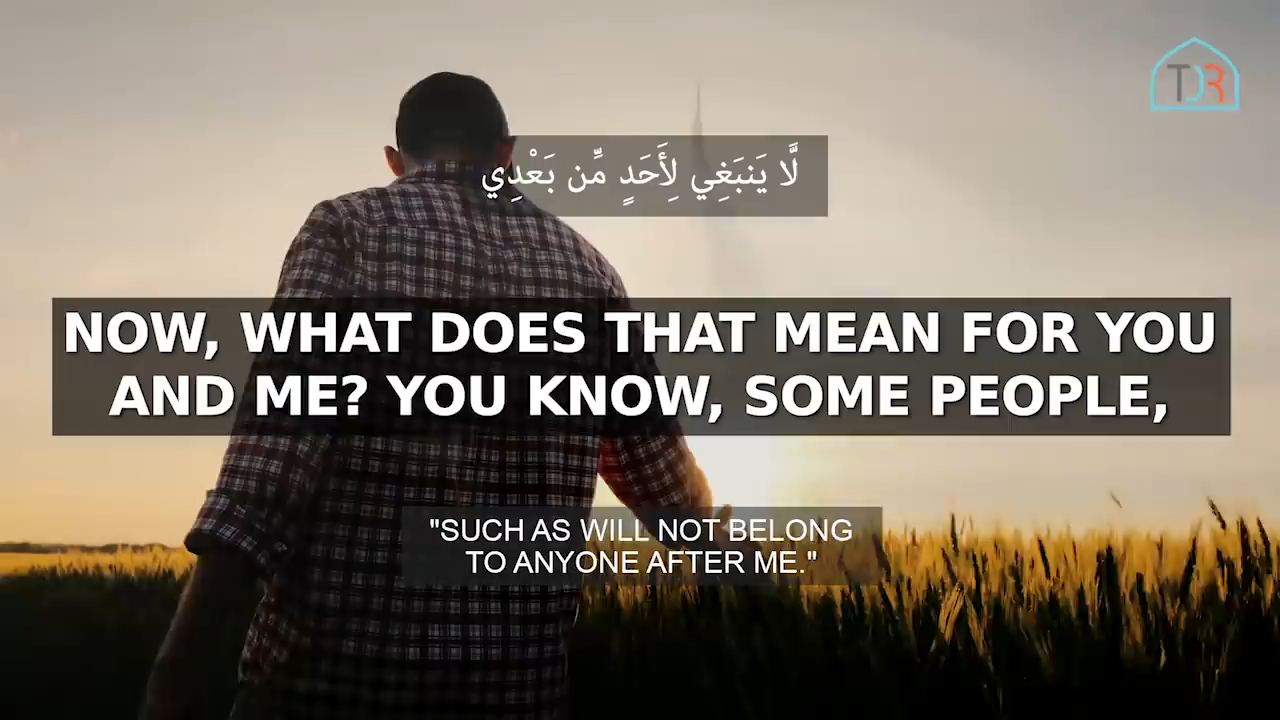 TDR
لَّا يَنبَغِي لِأَحَدٍ مِّن بَعْدِي
NOW, WHAT DOES THAT MEAN FOR YOU
AND ME? YOU KNOW, SOME PEOPLE,
"SUCH AS WILL NOT BELONG
TO ANYONE AFTER ME."